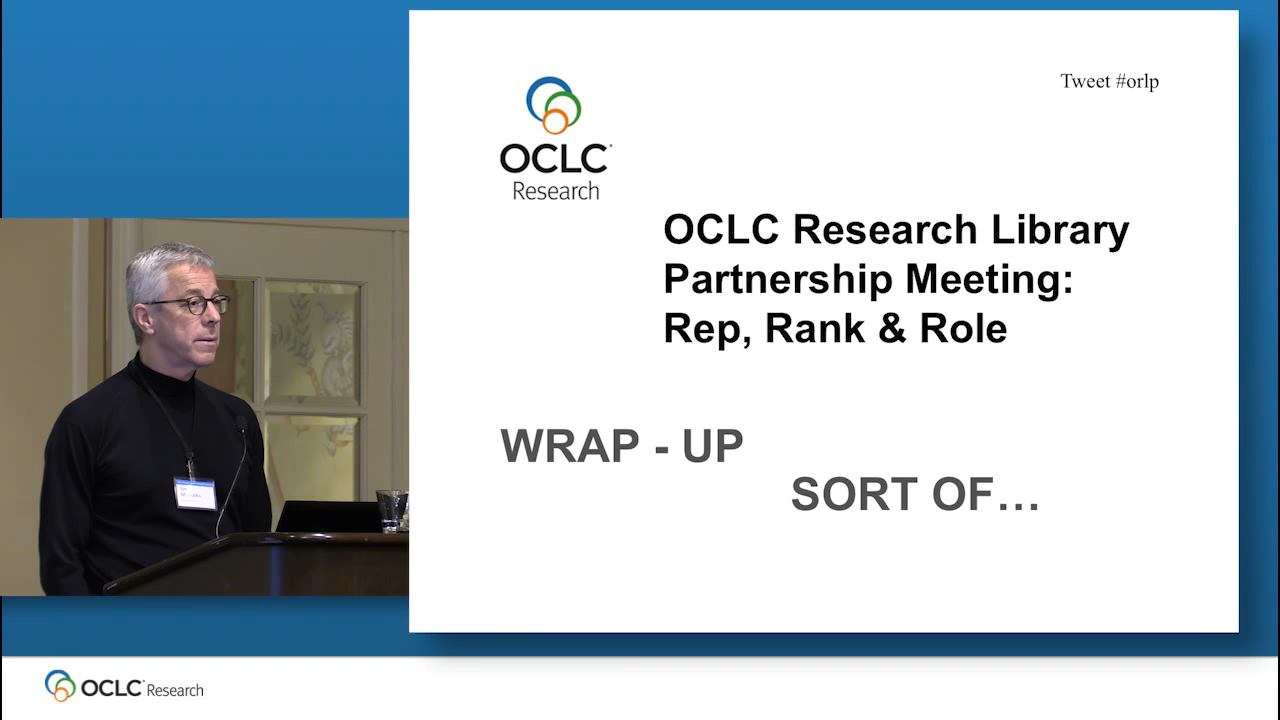 Tweet #orlp
OCLC
Research
OCLC Research Library
Partnership Meeting:
Rep, Rank & Role
WRAP - UP
SORT OF…
OCLC Research